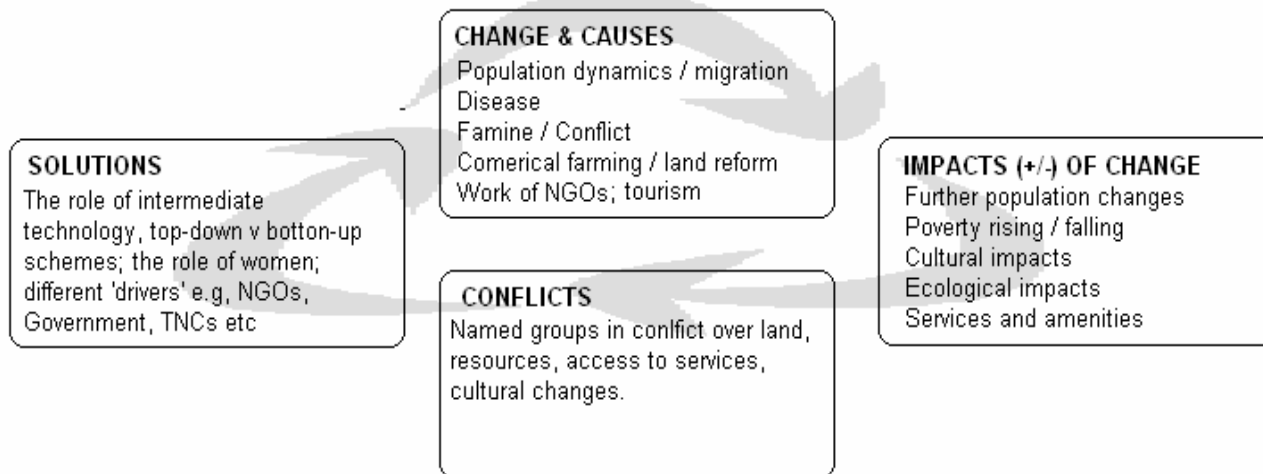 CHANGE & CAUSES
Population dynamics / migration
Disease
Famine / Conflict
Comerical farming / land reform
Work of NGOs; tourism
SOLUTIONS
The role of intermediate
technology, top-down v botton-up
schemes; the role of women;
different 'drivers' e.g, NGOs,
Government, TNCs etc
IMPACTS (+/-) OF CHANGE
Further population changes
Poverty rising / falling
Cultural impacts
Ecological impacts
Services and amenities
CONFLICTS
Named groups in conlfict over land,
resources, access to services,
cultural changes.